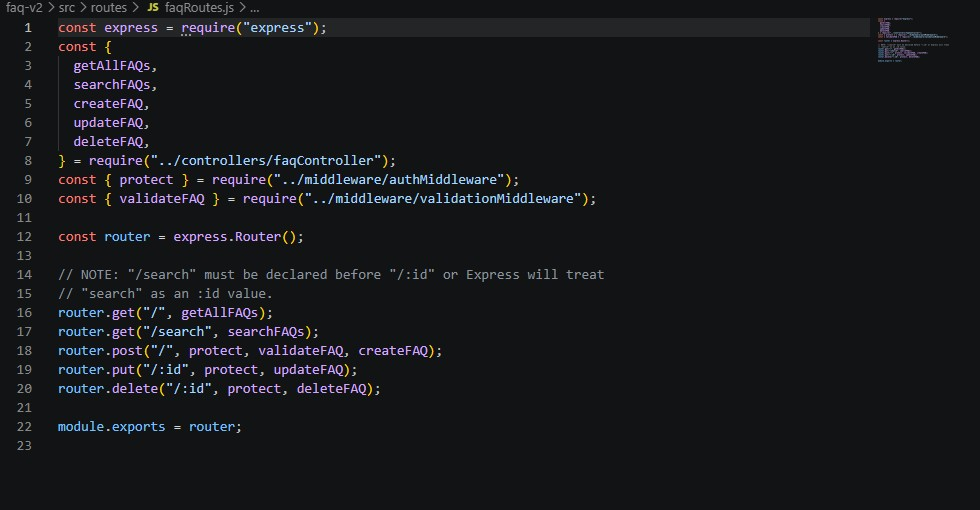 faq-v2 > src > routes > JS faqRoutes.js > ...
1 const express = require("express");
2 const {
3 getAllFAQs,
4 searchFAQs,
5 createFAQ,
6 updateFAQ,
7 deleteFAQ,
8 } = require("../controllers/faqController");
9 const { protect } = require("../middleware/authMiddleware");
10 const { validateFAQ } = require("../middleware/validationMiddleware");
11
12 const router = express.Router();
13
14 // NOTE: "/search" must be declared before "/:id" or Express will treat
15 // "search" as an :id value.
16 router.get("/", getAllFAQs);
17 router.get("/search", searchFAQs);
18 router.post("/", protect, validateFAQ, createFAQ);
19 router.put("/:id", protect, updateFAQ);
20 router.delete("/:id", protect, deleteFAQ);
21
22 module.exports = router;
23